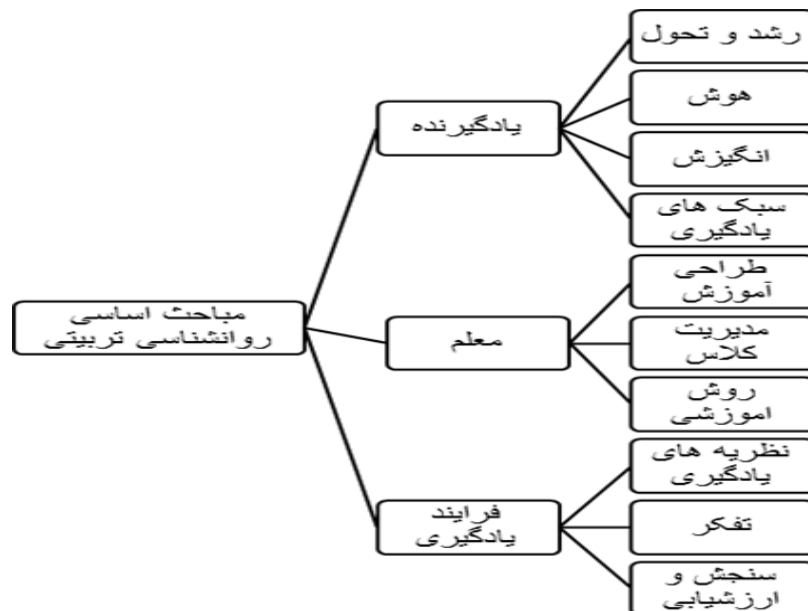 مباحث اساسی
روانشناسی تربیتی
یادگیرنده
رشد و تحول
هوش
انگیزش
سبک های
یادگیری
معلم
طراحی
آموزش
مدیریت
کلاس
روش
اموزشی
فرایند
یادگیری
نظریه های
یادگیری
تفکر
سنجش و
ارزشیابی